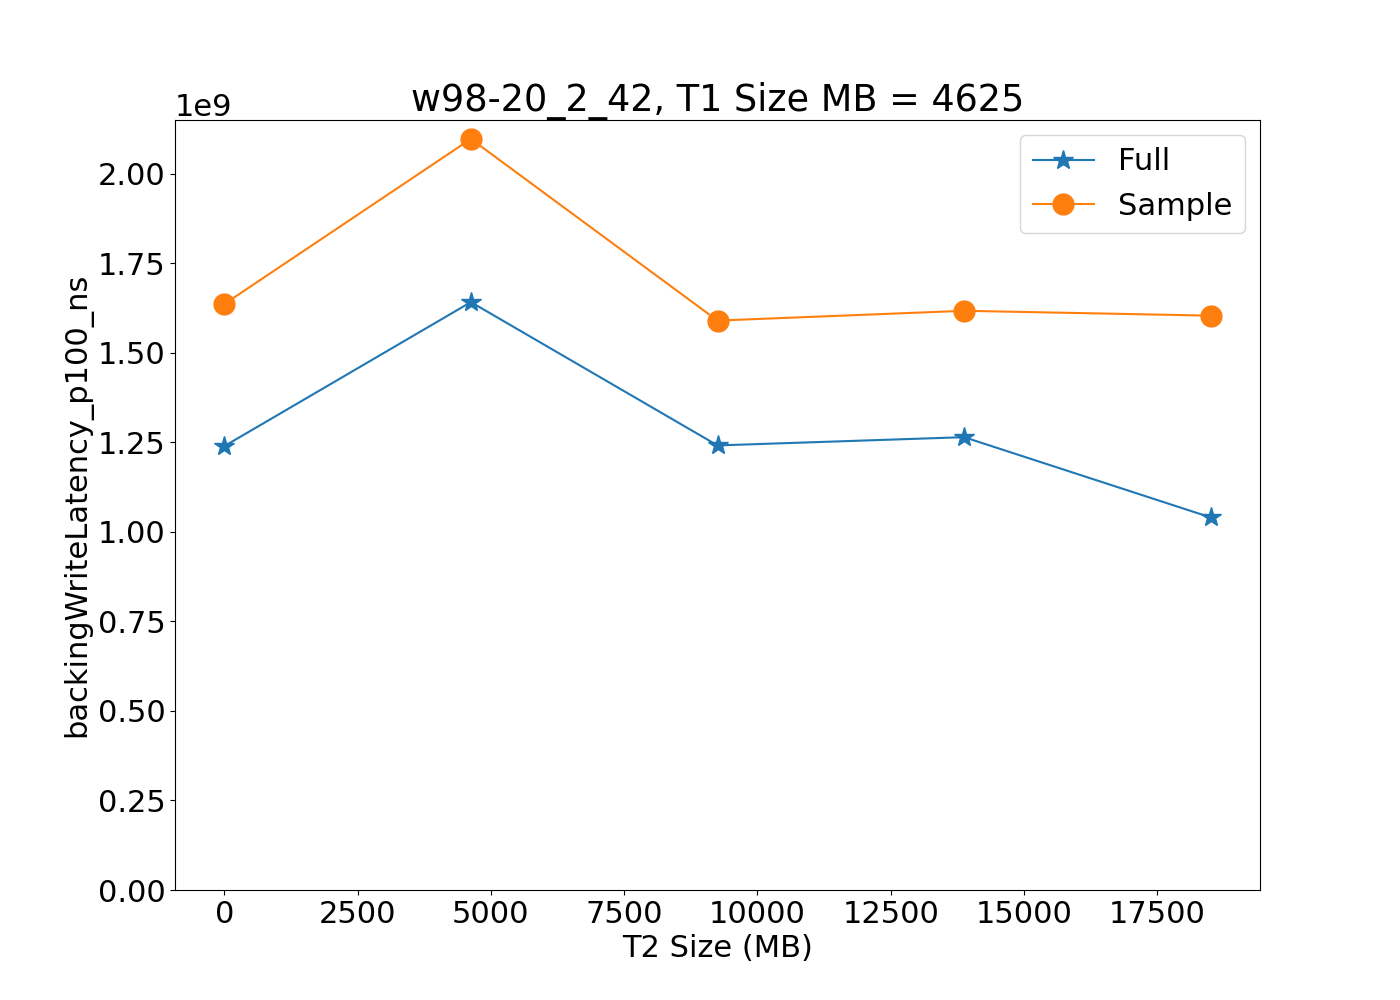 w98-20_2_42, T1 Size MB = 4625
1e9
Full
Sample
backingWriteLatency_p100_ns
2.00
1.75
1.50
1.25
1.00
0.75
0.50
0.25
0.00
0 2500 5000 7500 10000 12500 15000 17500
T2 Size (MB)